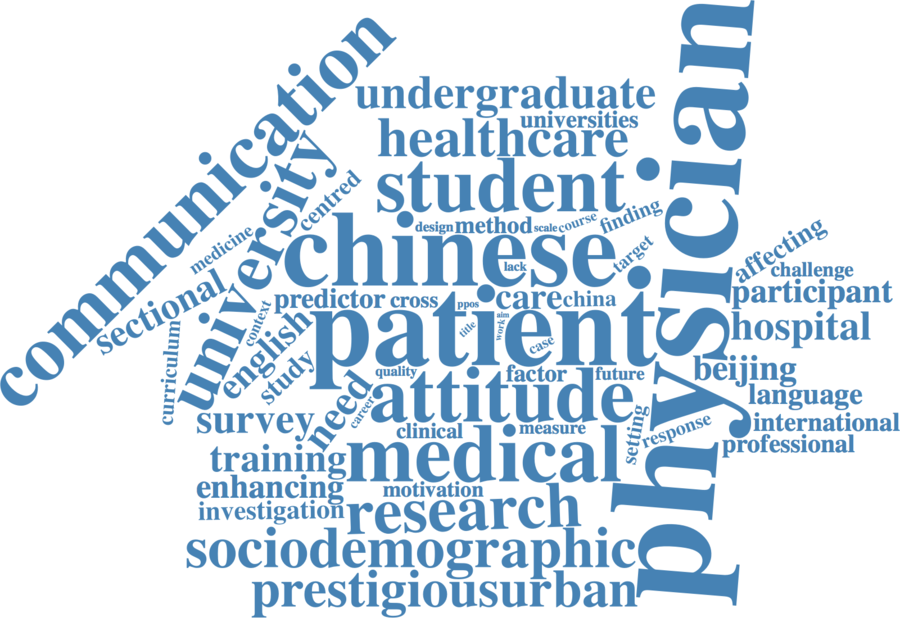 communication
physician
undergraduate
universities
healthcare
university
student
centred
medicine
design method scale course finding
chinese
target
lack
affecting
challenge
sectional
predictor cross ppos care china
participant
context
english
patient
title
work
aim
case
hospital
curriculum
study
quality
factor
future
beijing
need
career
attitude
language
survey
clinical
measure
setting
response
international
professional
training
medical
enhancing
motivation
investigation
research
sociodemographic
prestigious urban